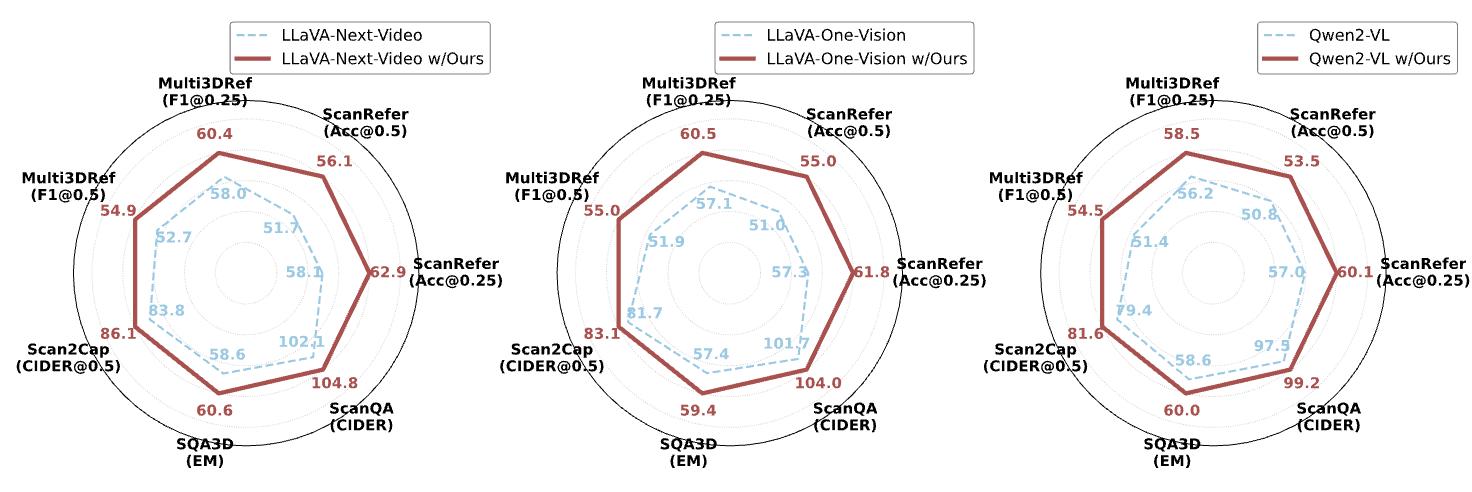 LLaVA-Next-Video
LLaVA-Next-Video w/Ours
Multi3DRef
(F1@0.25)
ScanRefer
(Acc@0.5)
60.4
56.1
Multi3DRef
(F1@0.5)
58.0
54.9
51.7
52.7
58.1
62.9
ScanRefer
(Acc@0.25)
83.8
86.1
102.1
Scan2Cap
(CIDER@0.5)
58.6
104.8
60.6
ScanQA
(CIDER)
SQA3D
(EM)
LLaVA-One-Vision
LLaVA-One-Vision w/Ours
Multi3DRef
(F1@0.25)
ScanRefer
(Acc@0.5)
60.5
55.0
Multi3DRef
(F1@0.5)
57.1
55.0
51.0
51.9
57.3
61.8
ScanRefer
(Acc@0.25)
81.7
83.1
101.7
Scan2Cap
(CIDER@0.5)
57.4
104.0
59.4
ScanQA
(CIDER)
SQA3D
(EM)
Qwen2-VL
Qwen2-VL w/Ours
Multi3DRef
(F1@0.25)
ScanRefer
(Acc@0.5)
58.5
53.5
Multi3DRef
(F1@0.5)
56.2
54.5
50.8
51.4
57.0
60.1
ScanRefer
(Acc@0.25)
79.4
81.6
97.5
Scan2Cap
(CIDER@0.5)
58.6
99.2
60.0
ScanQA
(CIDER)
SQA3D
(EM)